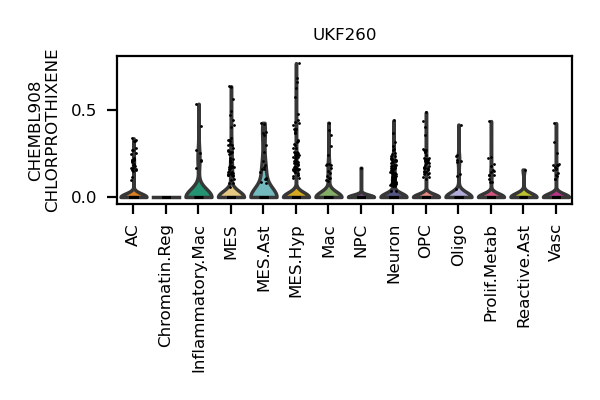 UKF260
CHEMBL908
CHLORPROTHIXENE
0.5
0.0
AC
Chromatin.Reg
Inflammatory.Mac
MES
MES.Ast
MES.Hyp
Mac
NPC
Neuron
OPC
Oligo
Prolif.Metab
Reactive.Ast
Vasc